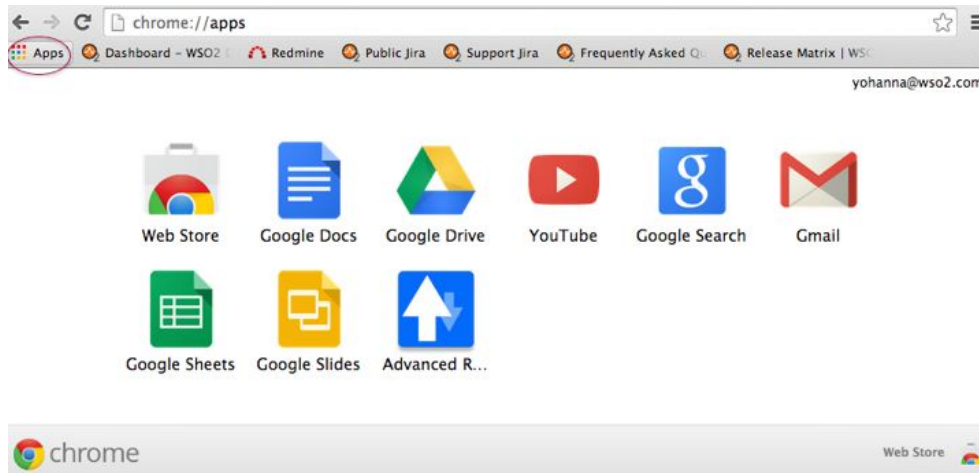 chrome://apps
Apps Dashboard – WSO2 Redmine Public Jira Support Jira Frequently Asked Release Matrix | WSO
yohanna@wso2.com
Web Store Google Docs Google Drive YouTube Google Search Gmail
Google Sheets Google Slides Advanced R...
chrome Web Store